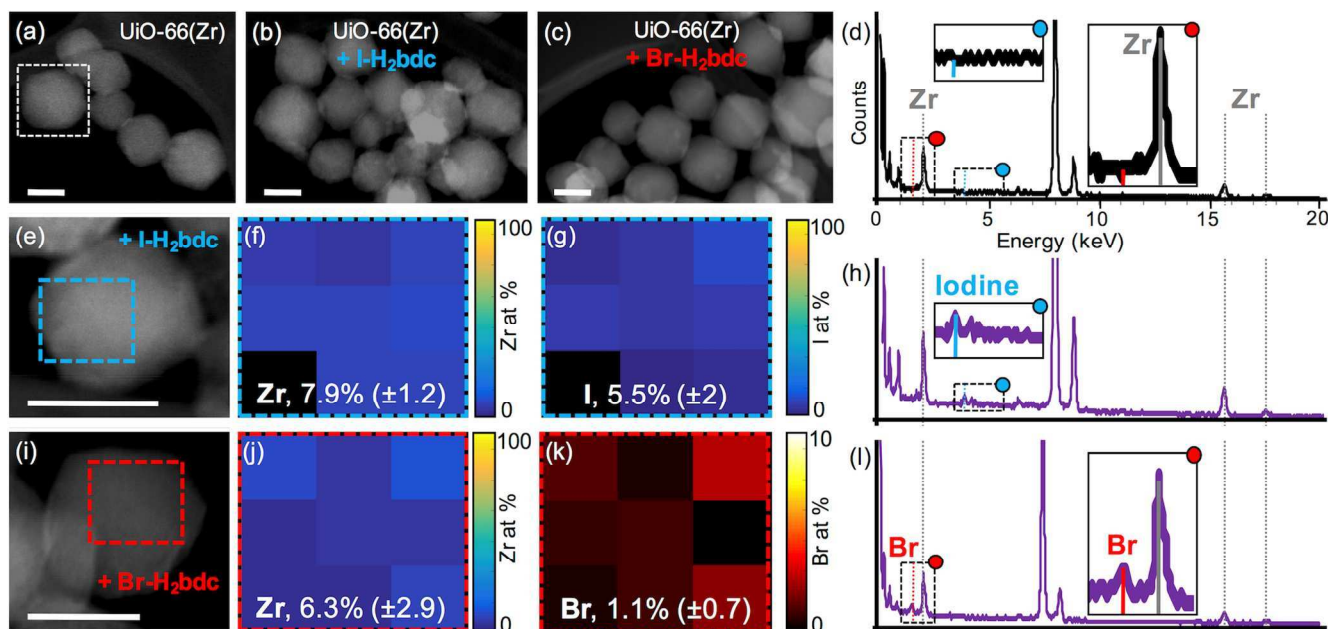 (a) UiO-66(Zr)
(b) UiO-66(Zr)
+ I-H₂bdc
(c) UiO-66(Zr)
+ Br-H₂bdc
(d)
Counts
Zr
Zr
Zr
0 5 10 15 20
Energy (keV)
(e) + I-H₂bdc
(f)
Zr, 7.9% (±1.2)
100
Zr at %
0
(g)
I, 5.5% (±2)
100
I at %
0
(h)
Iodine
(i)
+ Br-H₂bdc
(j)
Zr, 6.3% (±2.9)
100
Zr at %
0
(k)
Br, 1.1% (±0.7)
10
Br at %
0
(l)
Br
Br